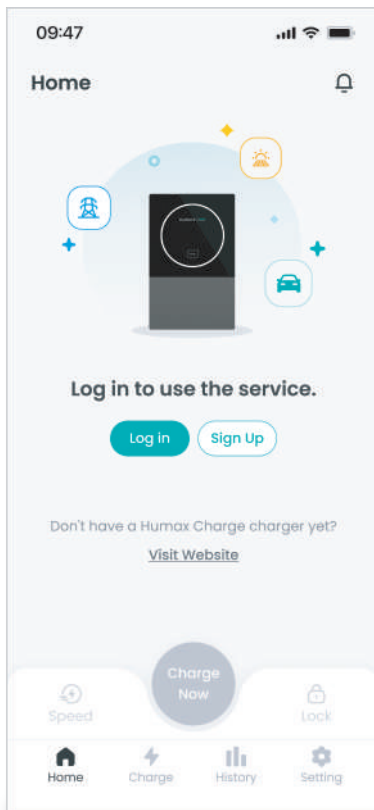 09:47
Home
Log in to use the service.
Log in
Sign Up
Don't have a Humax Charge charger yet?
Visit Website
Charge
Now
Speed
Lock
Home
Charge
History
Setting